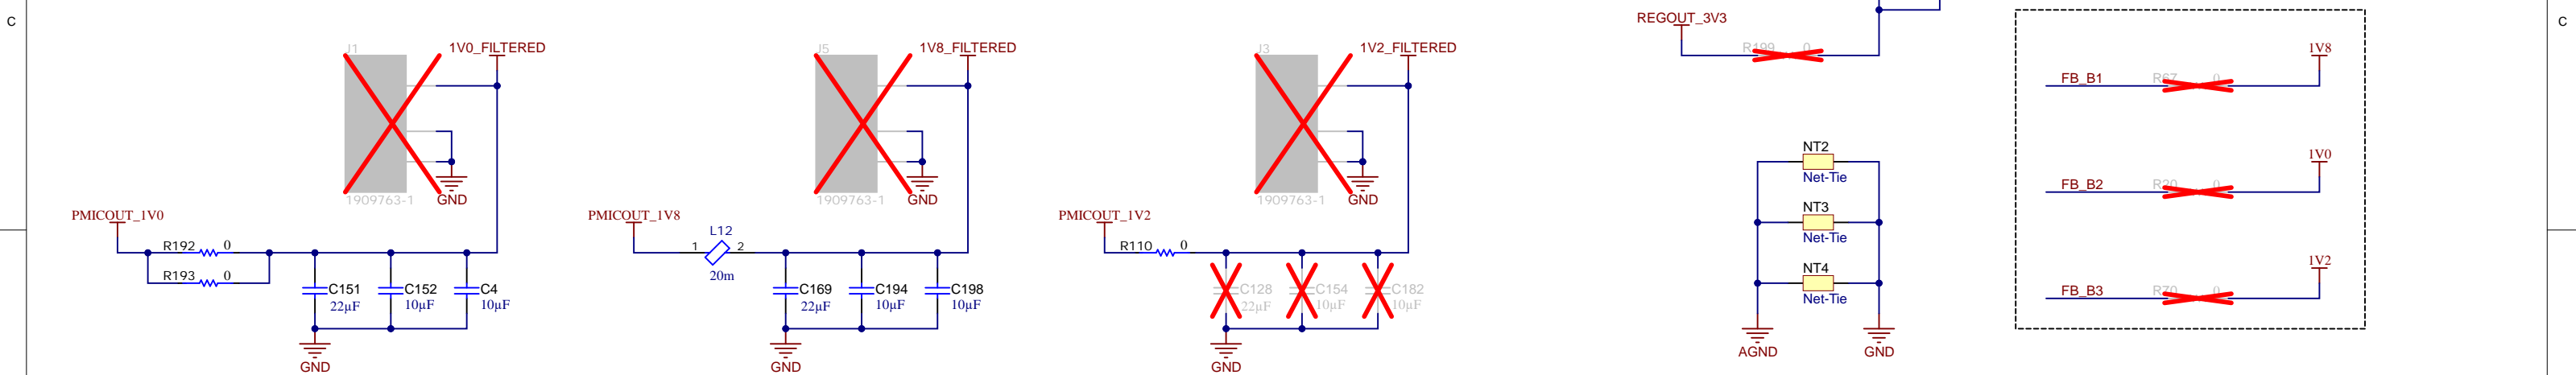 C
J1
1V0_FILTERED
1909763-1
GND
PMICOUT_1V0
R192 0
R193 0
C151
22µF
C152
10µF
C4
10µF
GND
J5
1V8_FILTERED
1909763-1
GND
PMICOUT_1V8
L12
1 2
20m
C169
22µF
C194
10µF
C198
10µF
GND
J3
1V2_FILTERED
1909763-1
GND
PMICOUT_1V2
R110 0
C128
22µF
C154
10µF
C182
10µF
GND
REGOUT_3V3
R199 0
NT2
Net-Tie
NT3
Net-Tie
NT4
Net-Tie
AGND
GND
1V8
FB_B1
R67 0
1V0
FB_B2
R20 0
1V2
FB_B3
R70 0
C